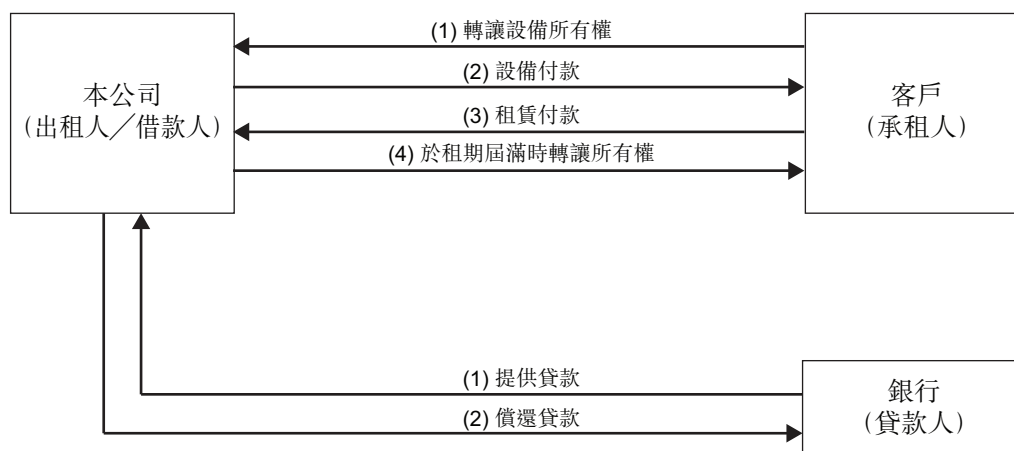 (1) 轉讓設備所有權
(2) 設備付款
本公司
(出租人／借款人)
客戶
(承租人)
(3) 租賃付款
(4) 於租期屆滿時轉讓所有權
(1) 提供貸款
(2) 償還貸款
銀行
(貸款人)